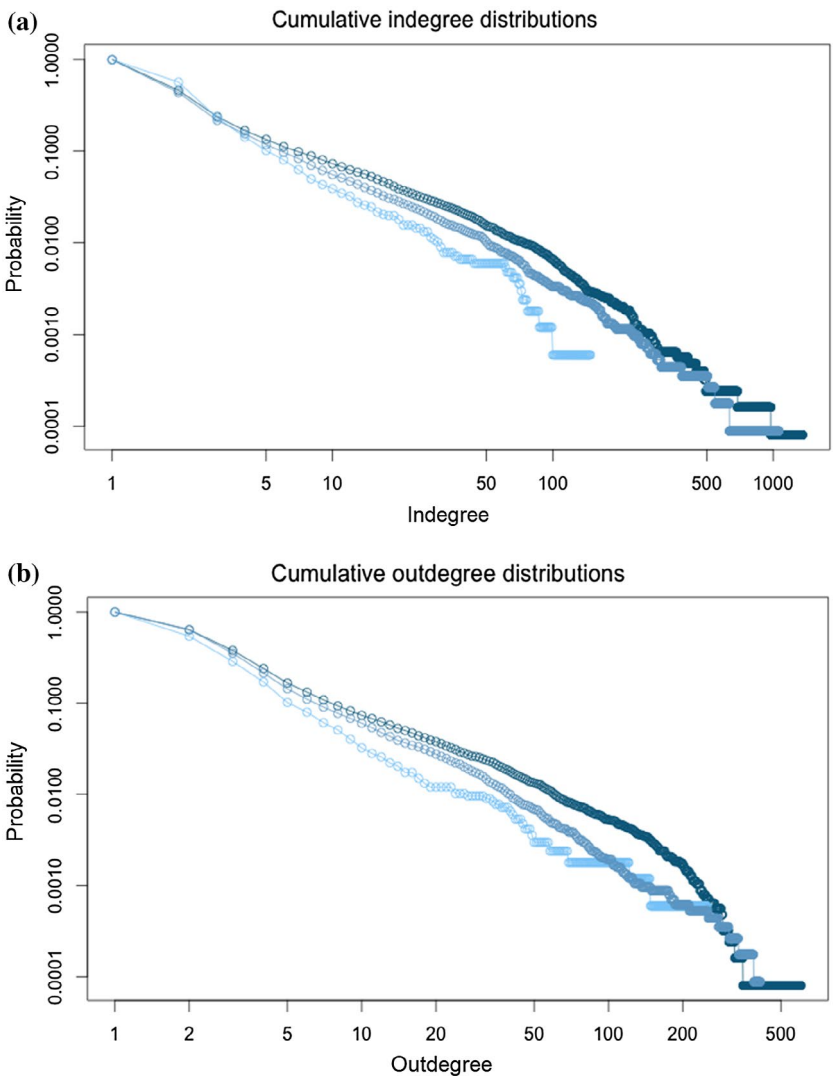 (a)
Cumulative indegree distributions
Probability
1.0000
0.1000
0.0100
0.0010
0.0001
1 5 10 50 100 500 1000
Indegree
(b)
Cumulative outdegree distributions
Probability
1.0000
0.1000
0.0100
0.0010
0.0001
1 2 5 10 20 50 100 200 500
Outdegree